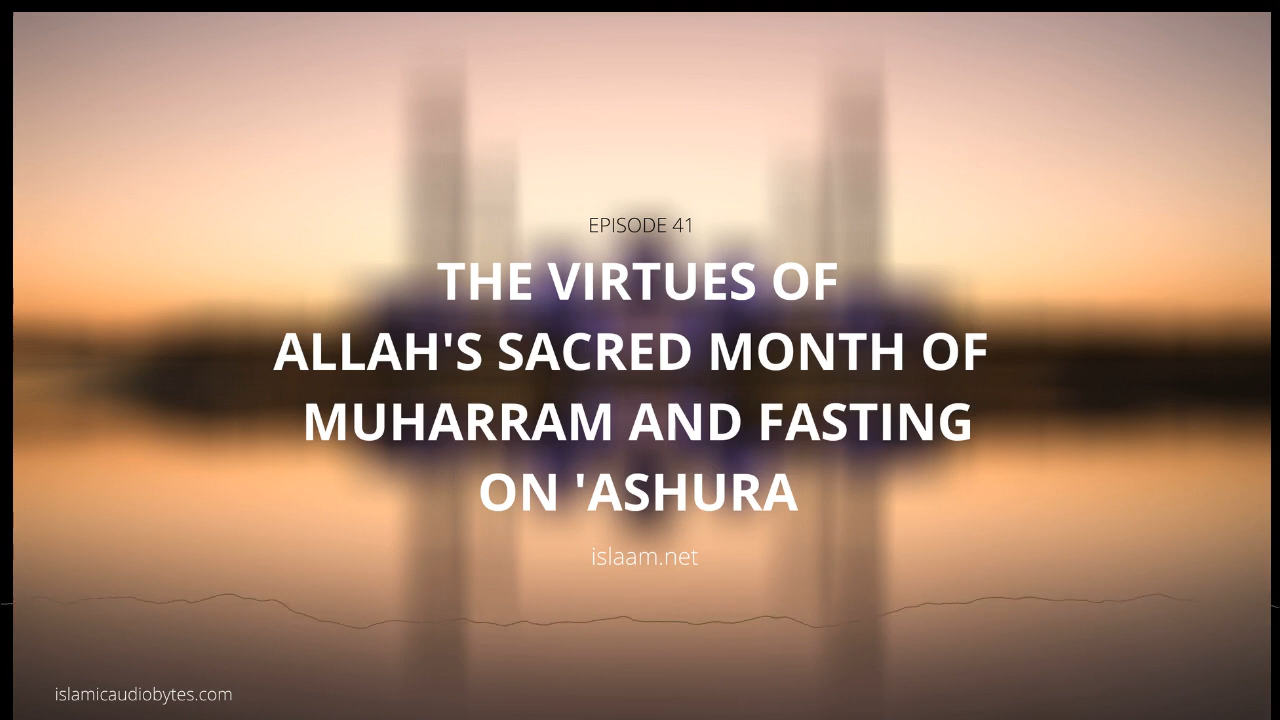 EPISODE 41
THE VIRTUES OF
ALLAH'S SACRED MONTH OF
MUHARRAM AND FASTING
ON 'ASHURA
islaam.net
islamicaudiobytes.com